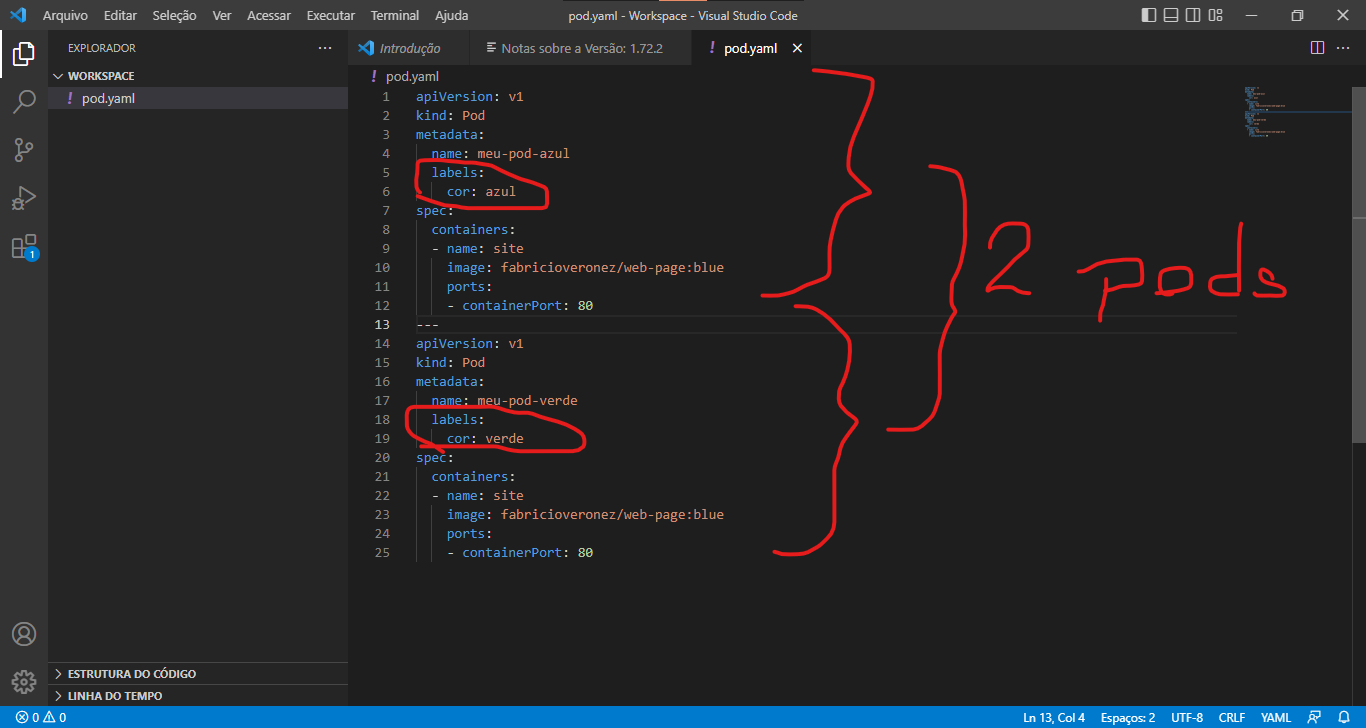 Arquivo Editar Seleção Ver Acessar Executar Terminal Ajuda
pod.yaml - Workspace - Visual Studio Code
EXPLORADOR
Introdução
Notas sobre a Versão: 1.72.2
! pod.yaml
WORKSPACE
! pod.yaml
! pod.yaml
1 apiVersion: v1
2 kind: Pod
3 metadata:
4 name: meu-pod-azul
5 labels:
6 cor: azul
7 spec:
8 containers:
9 - name: site
10 image: fabricioveronez/web-page:blue
11 ports:
12 - containerPort: 80
13 ---
14 apiVersion: v1
15 kind: Pod
16 metadata:
17 name: meu-pod-verde
18 labels:
19 cor: verde
20 spec:
21 containers:
22 - name: site
23 image: fabricioveronez/web-page:blue
24 ports:
25 - containerPort: 80
2 pods
1
ESTRUTURA DO CÓDIGO
LINHA DO TEMPO
0 0
Ln 13, Col 4 Espaços: 2 UTF-8 CRLF YAML